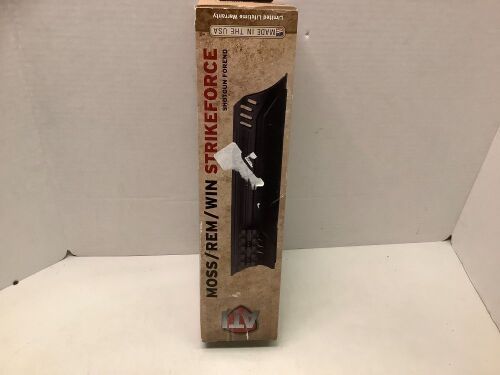 Limited Lifetime Warranty
MADE IN THE USA
MOSS/REM/WIN STRIKEFORCE
SHOTGUN FOREND
ATI